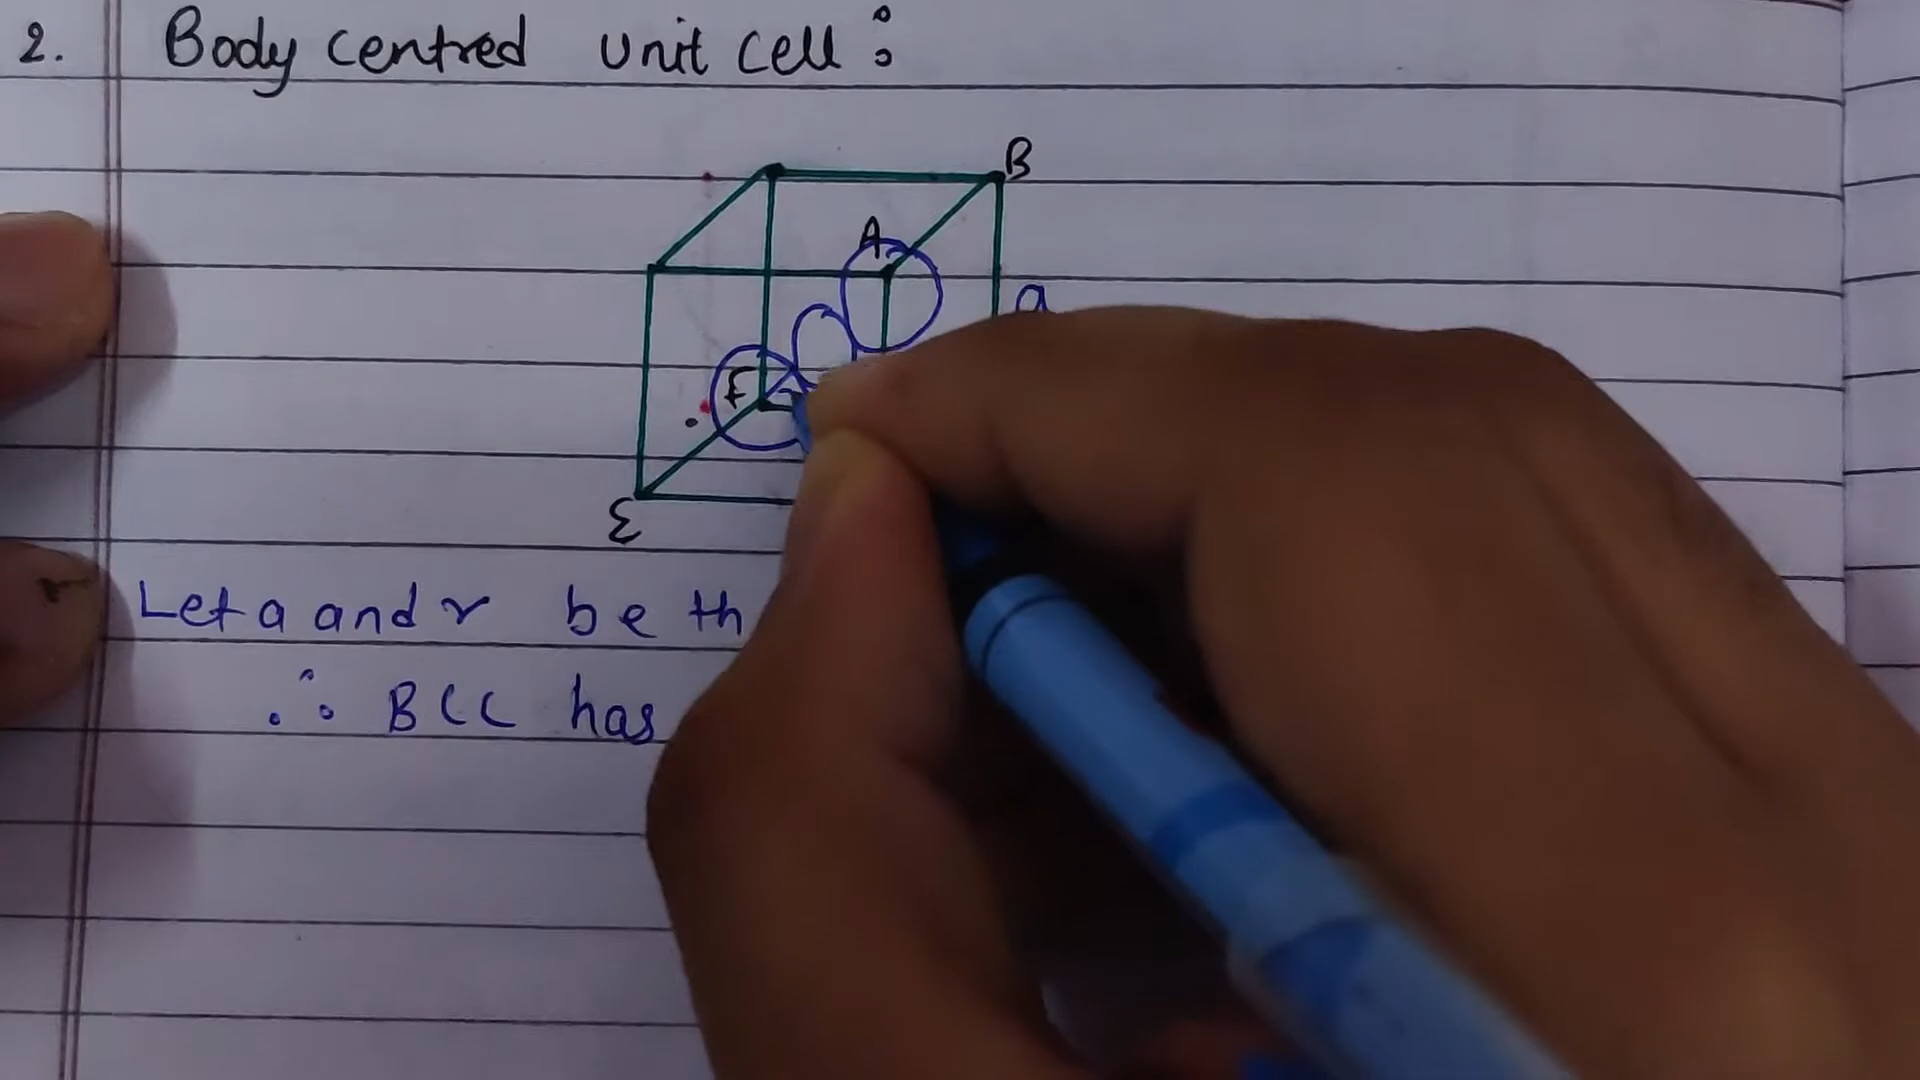 2. Body centred unit cell :
B
A
a
F
E
Let a and r be th
∴ BCC has